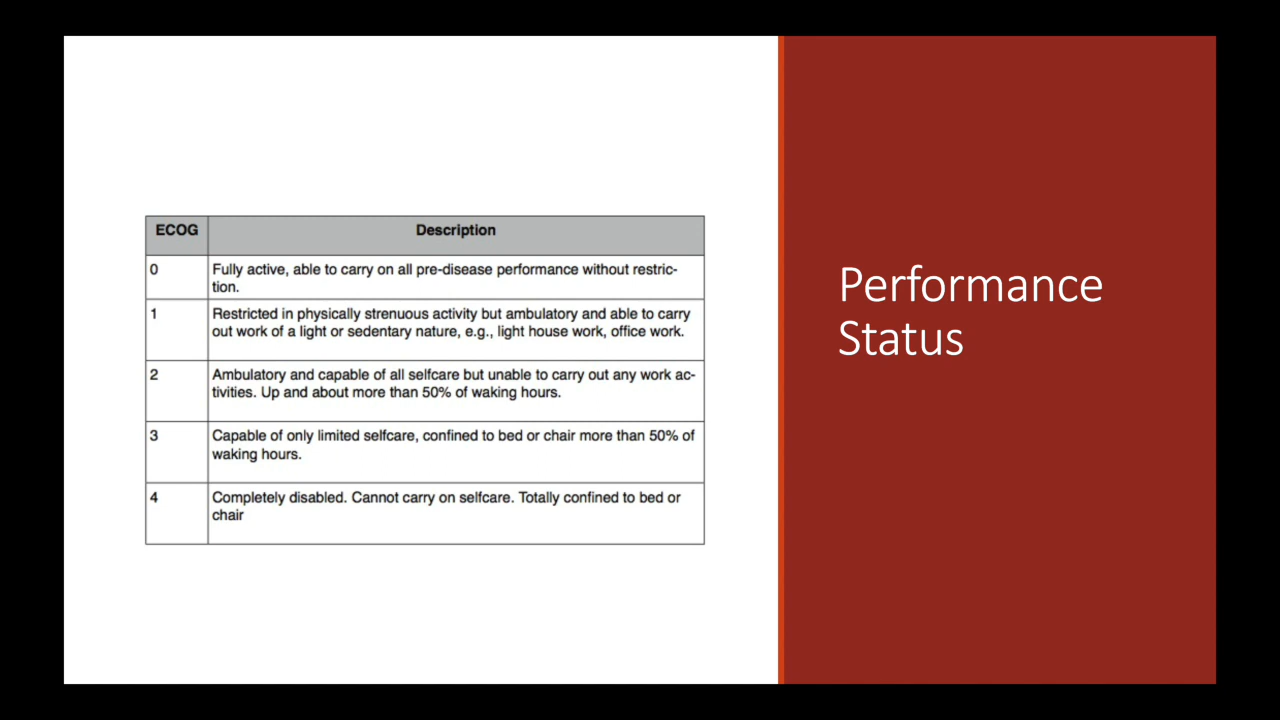 ECOG Description
0 Fully active, able to carry on all pre-disease performance without restric-
tion.
1 Restricted in physically strenuous activity but ambulatory and able to carry
out work of a light or sedentary nature, e.g., light house work, office work.
2 Ambulatory and capable of all selfcare but unable to carry out any work ac-
tivities. Up and about more than 50% of waking hours.
3 Capable of only limited selfcare, confined to bed or chair more than 50% of
waking hours.
4 Completely disabled. Cannot carry on selfcare. Totally confined to bed or
chair
Performance
Status